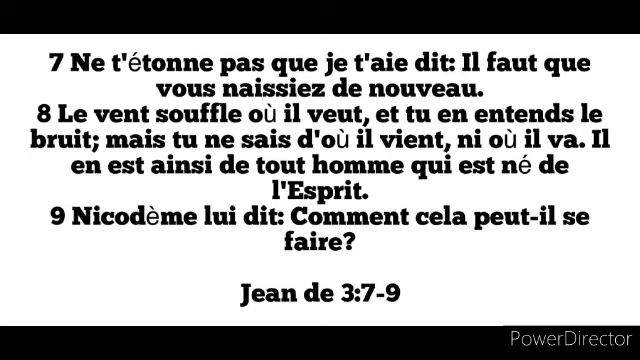 7 Ne t'étonne pas que je t'aie dit: Il faut que
vous naissiez de nouveau.
8 Le vent souffle où il veut, et tu en entends le
bruit; mais tu ne sais d'où il vient, ni où il va. Il
en est ainsi de tout homme qui est né de
l'Esprit.
9 Nicodème lui dit: Comment cela peut-il se
faire?
Jean de 3:7-9
PowerDirector